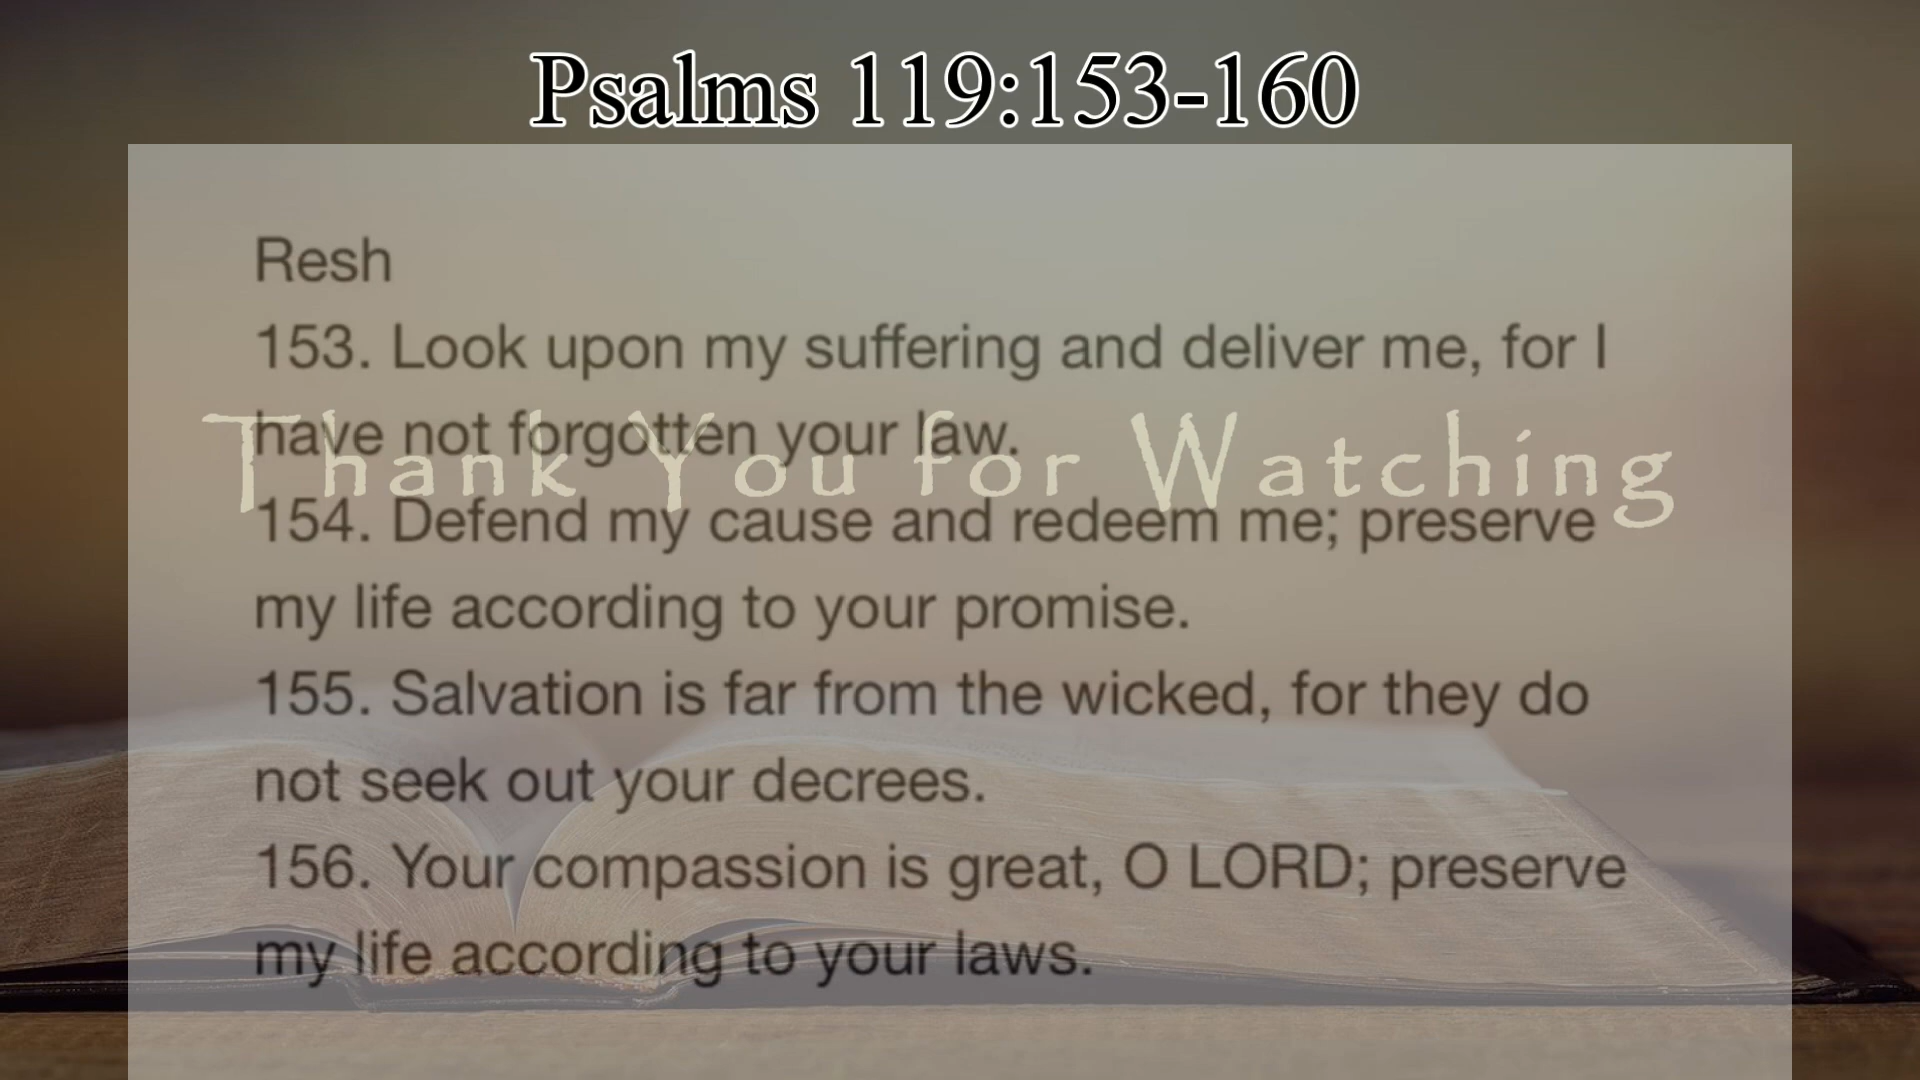 Psalms 119:153-160
Resh
153. Look upon my suffering and deliver me, for I
have not forgotten your law.
Thank You for Watching
154. Defend my cause and redeem me; preserve
my life according to your promise.
155. Salvation is far from the wicked, for they do
not seek out your decrees.
156. Your compassion is great, O LORD; preserve
my life according to your laws.